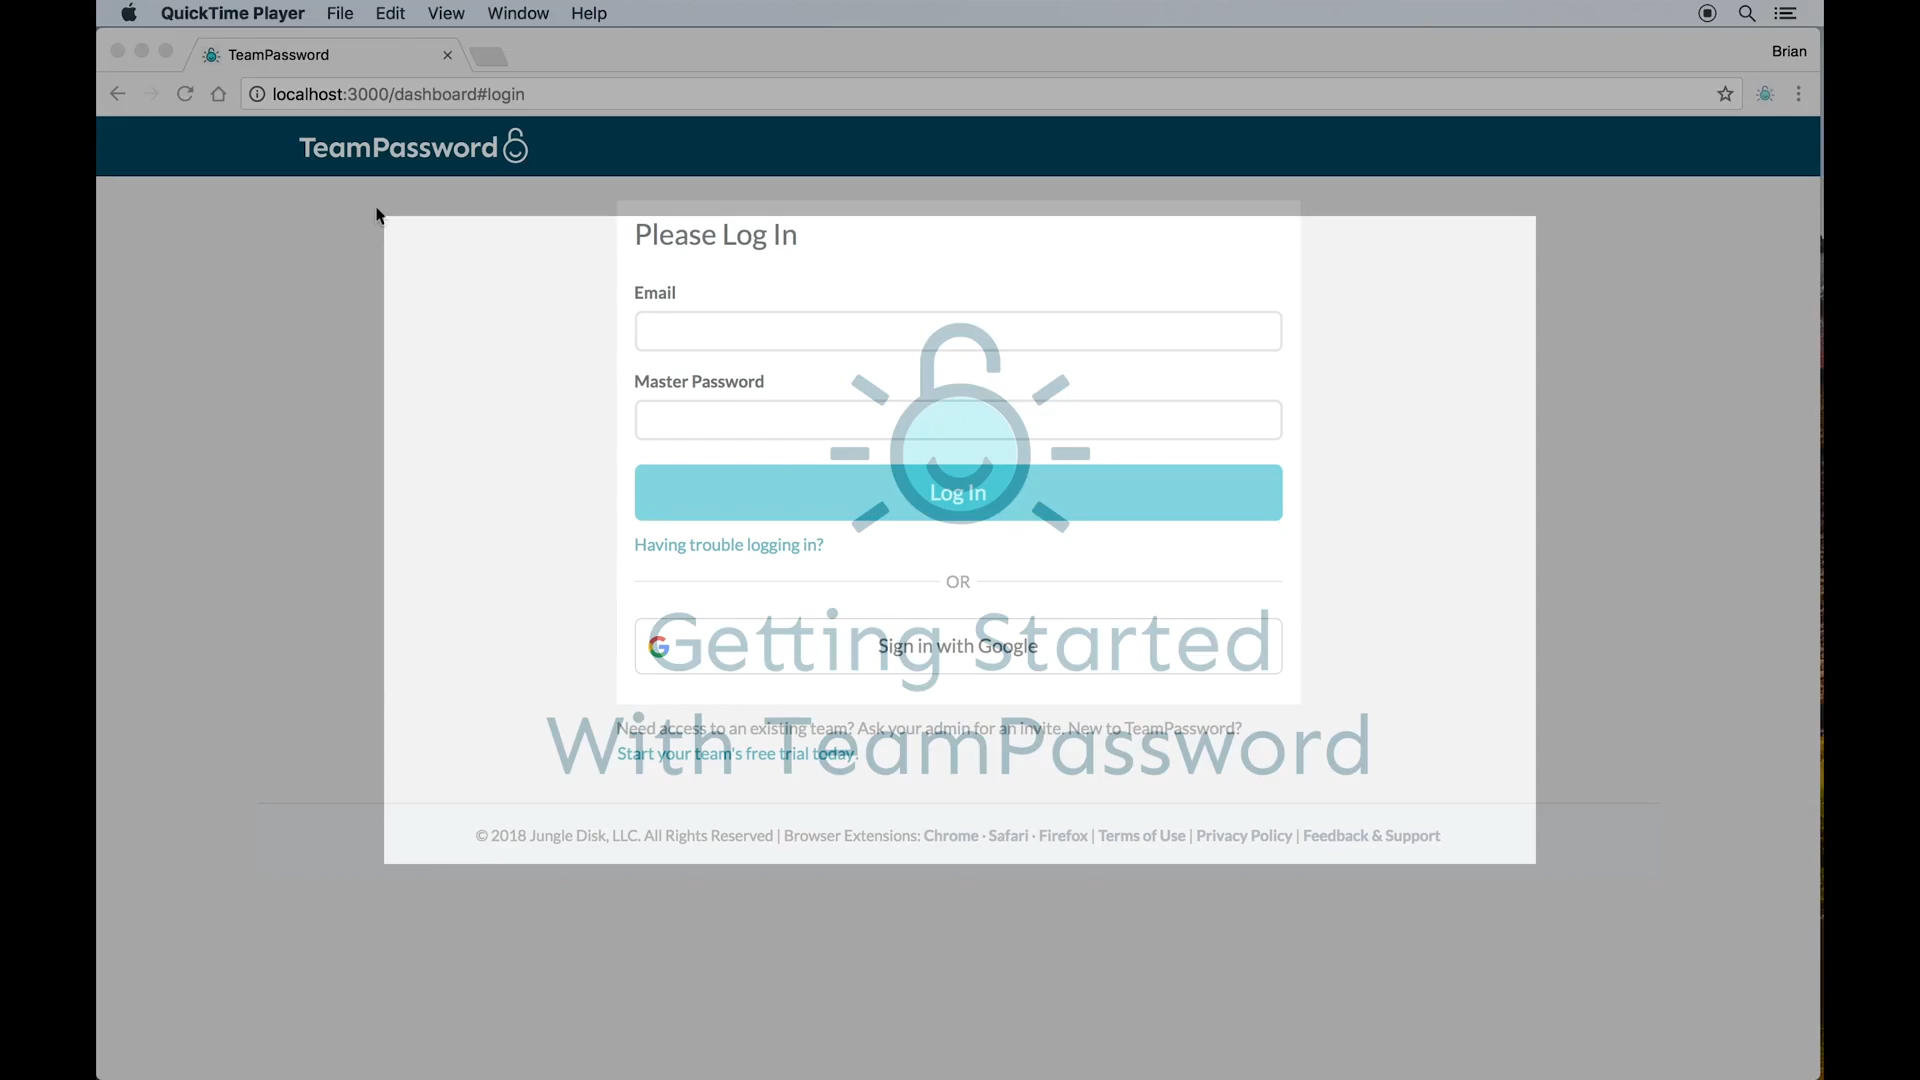 QuickTime Player File Edit View Window Help
TeamPassword
Brian
localhost:3000/dashboard#login
TeamPassword
Please Log In
Email
Master Password
Log In
Having trouble logging in?
OR
Sign in with Google
Getting Started
Need access to an existing team? Ask your admin for an invite. New to TeamPassword?
With TeamPassword
Start your team's free trial today.
© 2018 Jungle Disk, LLC. All Rights Reserved | Browser Extensions: Chrome · Safari · Firefox | Terms of Use | Privacy Policy | Feedback & Support